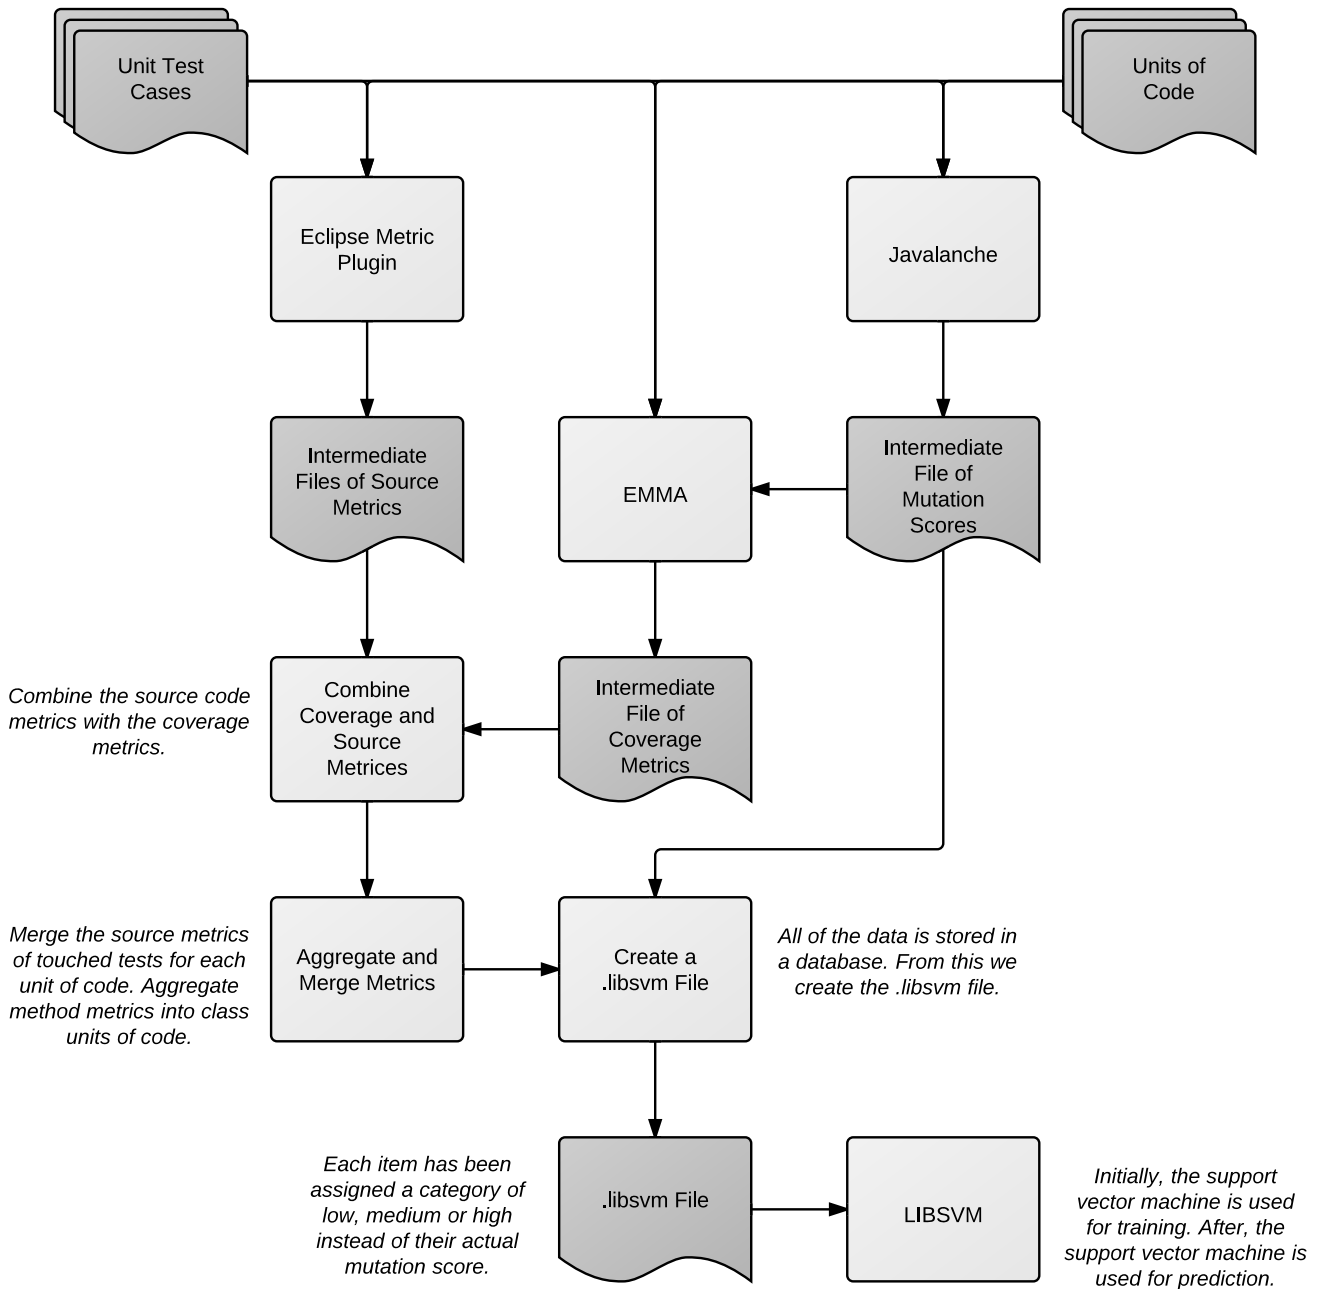 Unit Test
Cases
Units of
Code
Eclipse Metric
Plugin
Javalanche
Intermediate
Files of Source
Metrics
EMMA
Intermediate
File of
Mutation
Scores
Combine the source code
metrics with the coverage
metrics.
Combine
Coverage and
Source
Metrices
Intermediate
File of
Coverage
Metrics
Merge the source metrics
of touched tests for each
unit of code. Aggregate
method metrics into class
units of code.
Aggregate and
Merge Metrics
Create a
.libsvm File
All of the data is stored in
a database. From this we
create the .libsvm file.
Each item has been
assigned a category of
low, medium or high
instead of their actual
mutation score.
.libsvm File
LIBSVM
Initially, the support
vector machine is used
for training. After, the
support vector machine is
used for prediction.